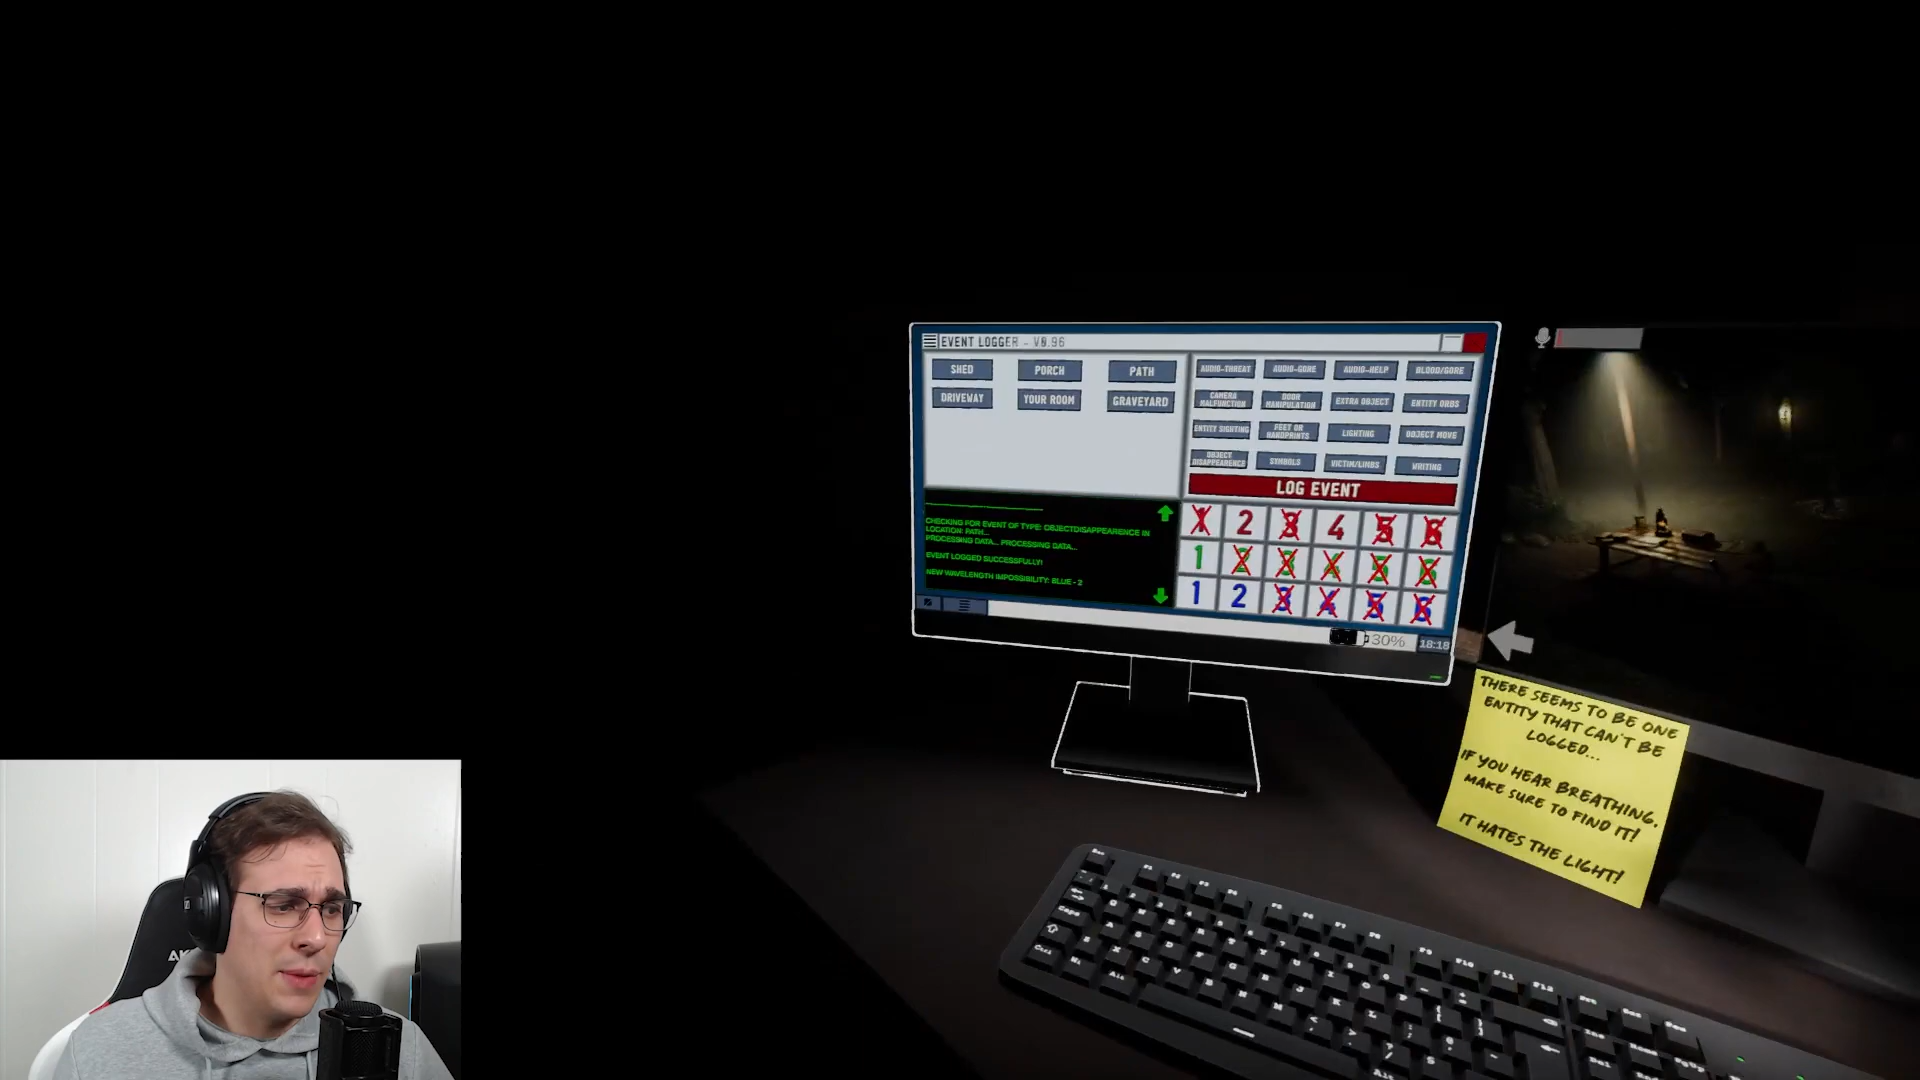 EVENT LOGGER - V0.96
SHED PORCH PATH
DRIVEWAY YOUR ROOM GRAVEYARD
AUDIO-THREAT AUDIO-GORE AUDIO-HELP BLOOD/GORE
CAMERA MALFUNCTION DOOR MANIPULATION EXTRA OBJECT ENTITY ORBS
ENTITY SIGHTING FEET OR HANDPRINTS LIGHTING OBJECT MOVE
OBJECT DISAPPEARENCE SYMBOLS VICTIM/LIMBS WRITING
LOG EVENT
CHECKING FOR EVENT OF TYPE: OBJECTDISAPPEARENCE IN
LOCATION: PATH...
PROCESSING DATA... PROCESSING DATA...
EVENT LOGGED SUCCESSFULLY!
NEW WAVELENGTH IMPOSSIBILITY: BLUE - 2
1 2 3 4 5 6
1 2 3 4 5 6
1 2 3 4 5 6
30% 18:18
THERE SEEMS TO BE ONE
ENTITY THAT CAN'T BE
LOGGED...
IF YOU HEAR BREATHING,
MAKE SURE TO FIND IT!
IT HATES THE LIGHT!